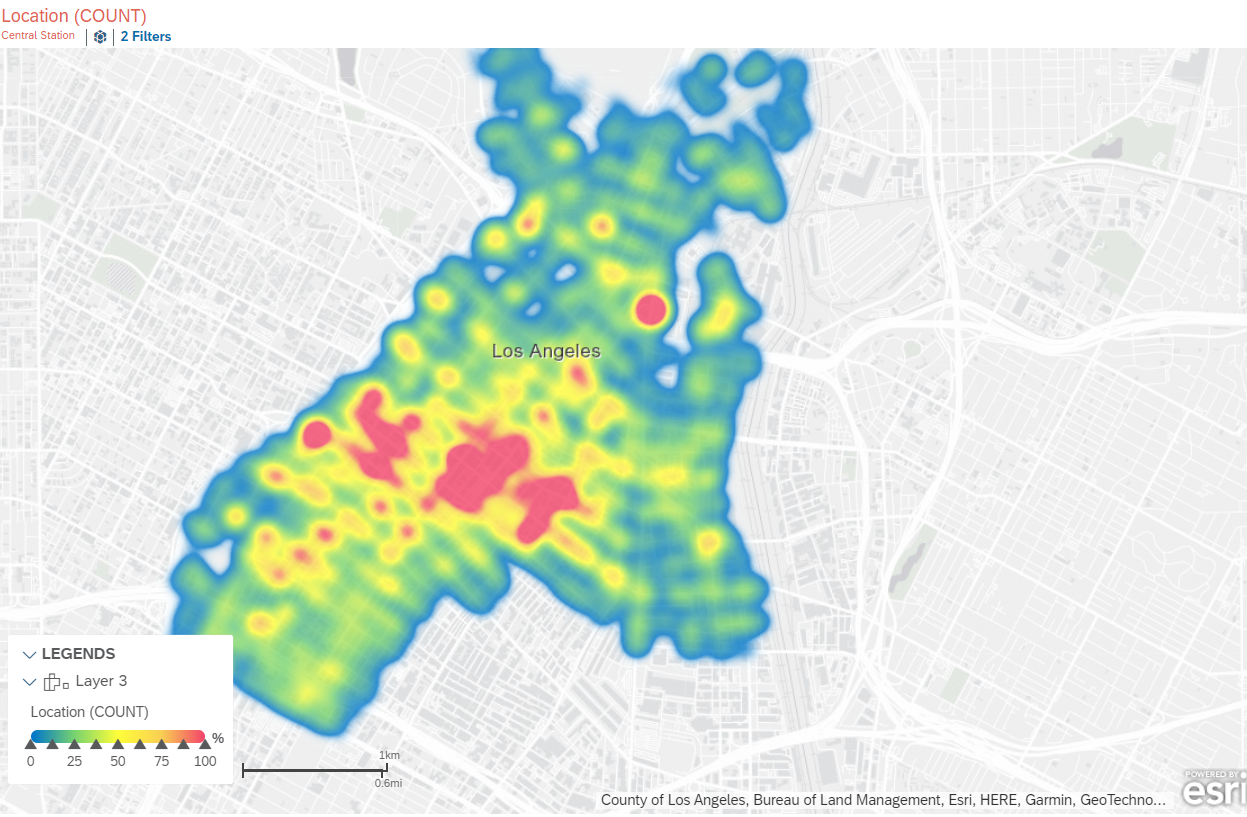 Location (COUNT)
Central Station 2 Filters
Los Angeles
LEGENDS
Layer 3
Location (COUNT)
%
0 25 50 75 100
1km
0.6mi
County of Los Angeles, Bureau of Land Management, Esri, HERE, Garmin, GeoTechno...
POWERED BY
esri